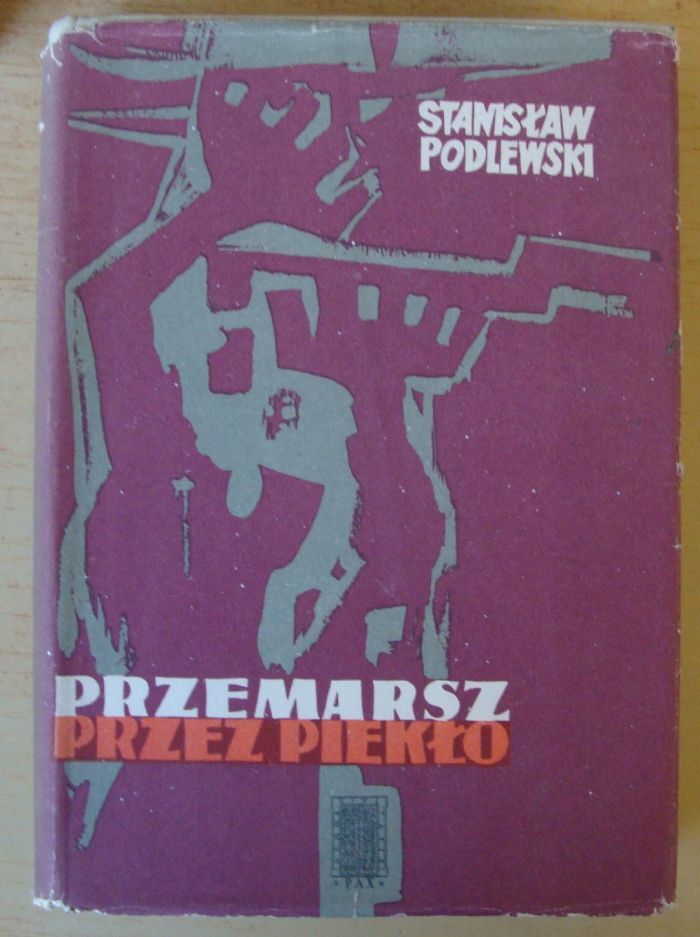 STANISŁAW
PODLEWSKI
PRZEMARSZ
PRZEZ PIEKŁO
· PAX ·